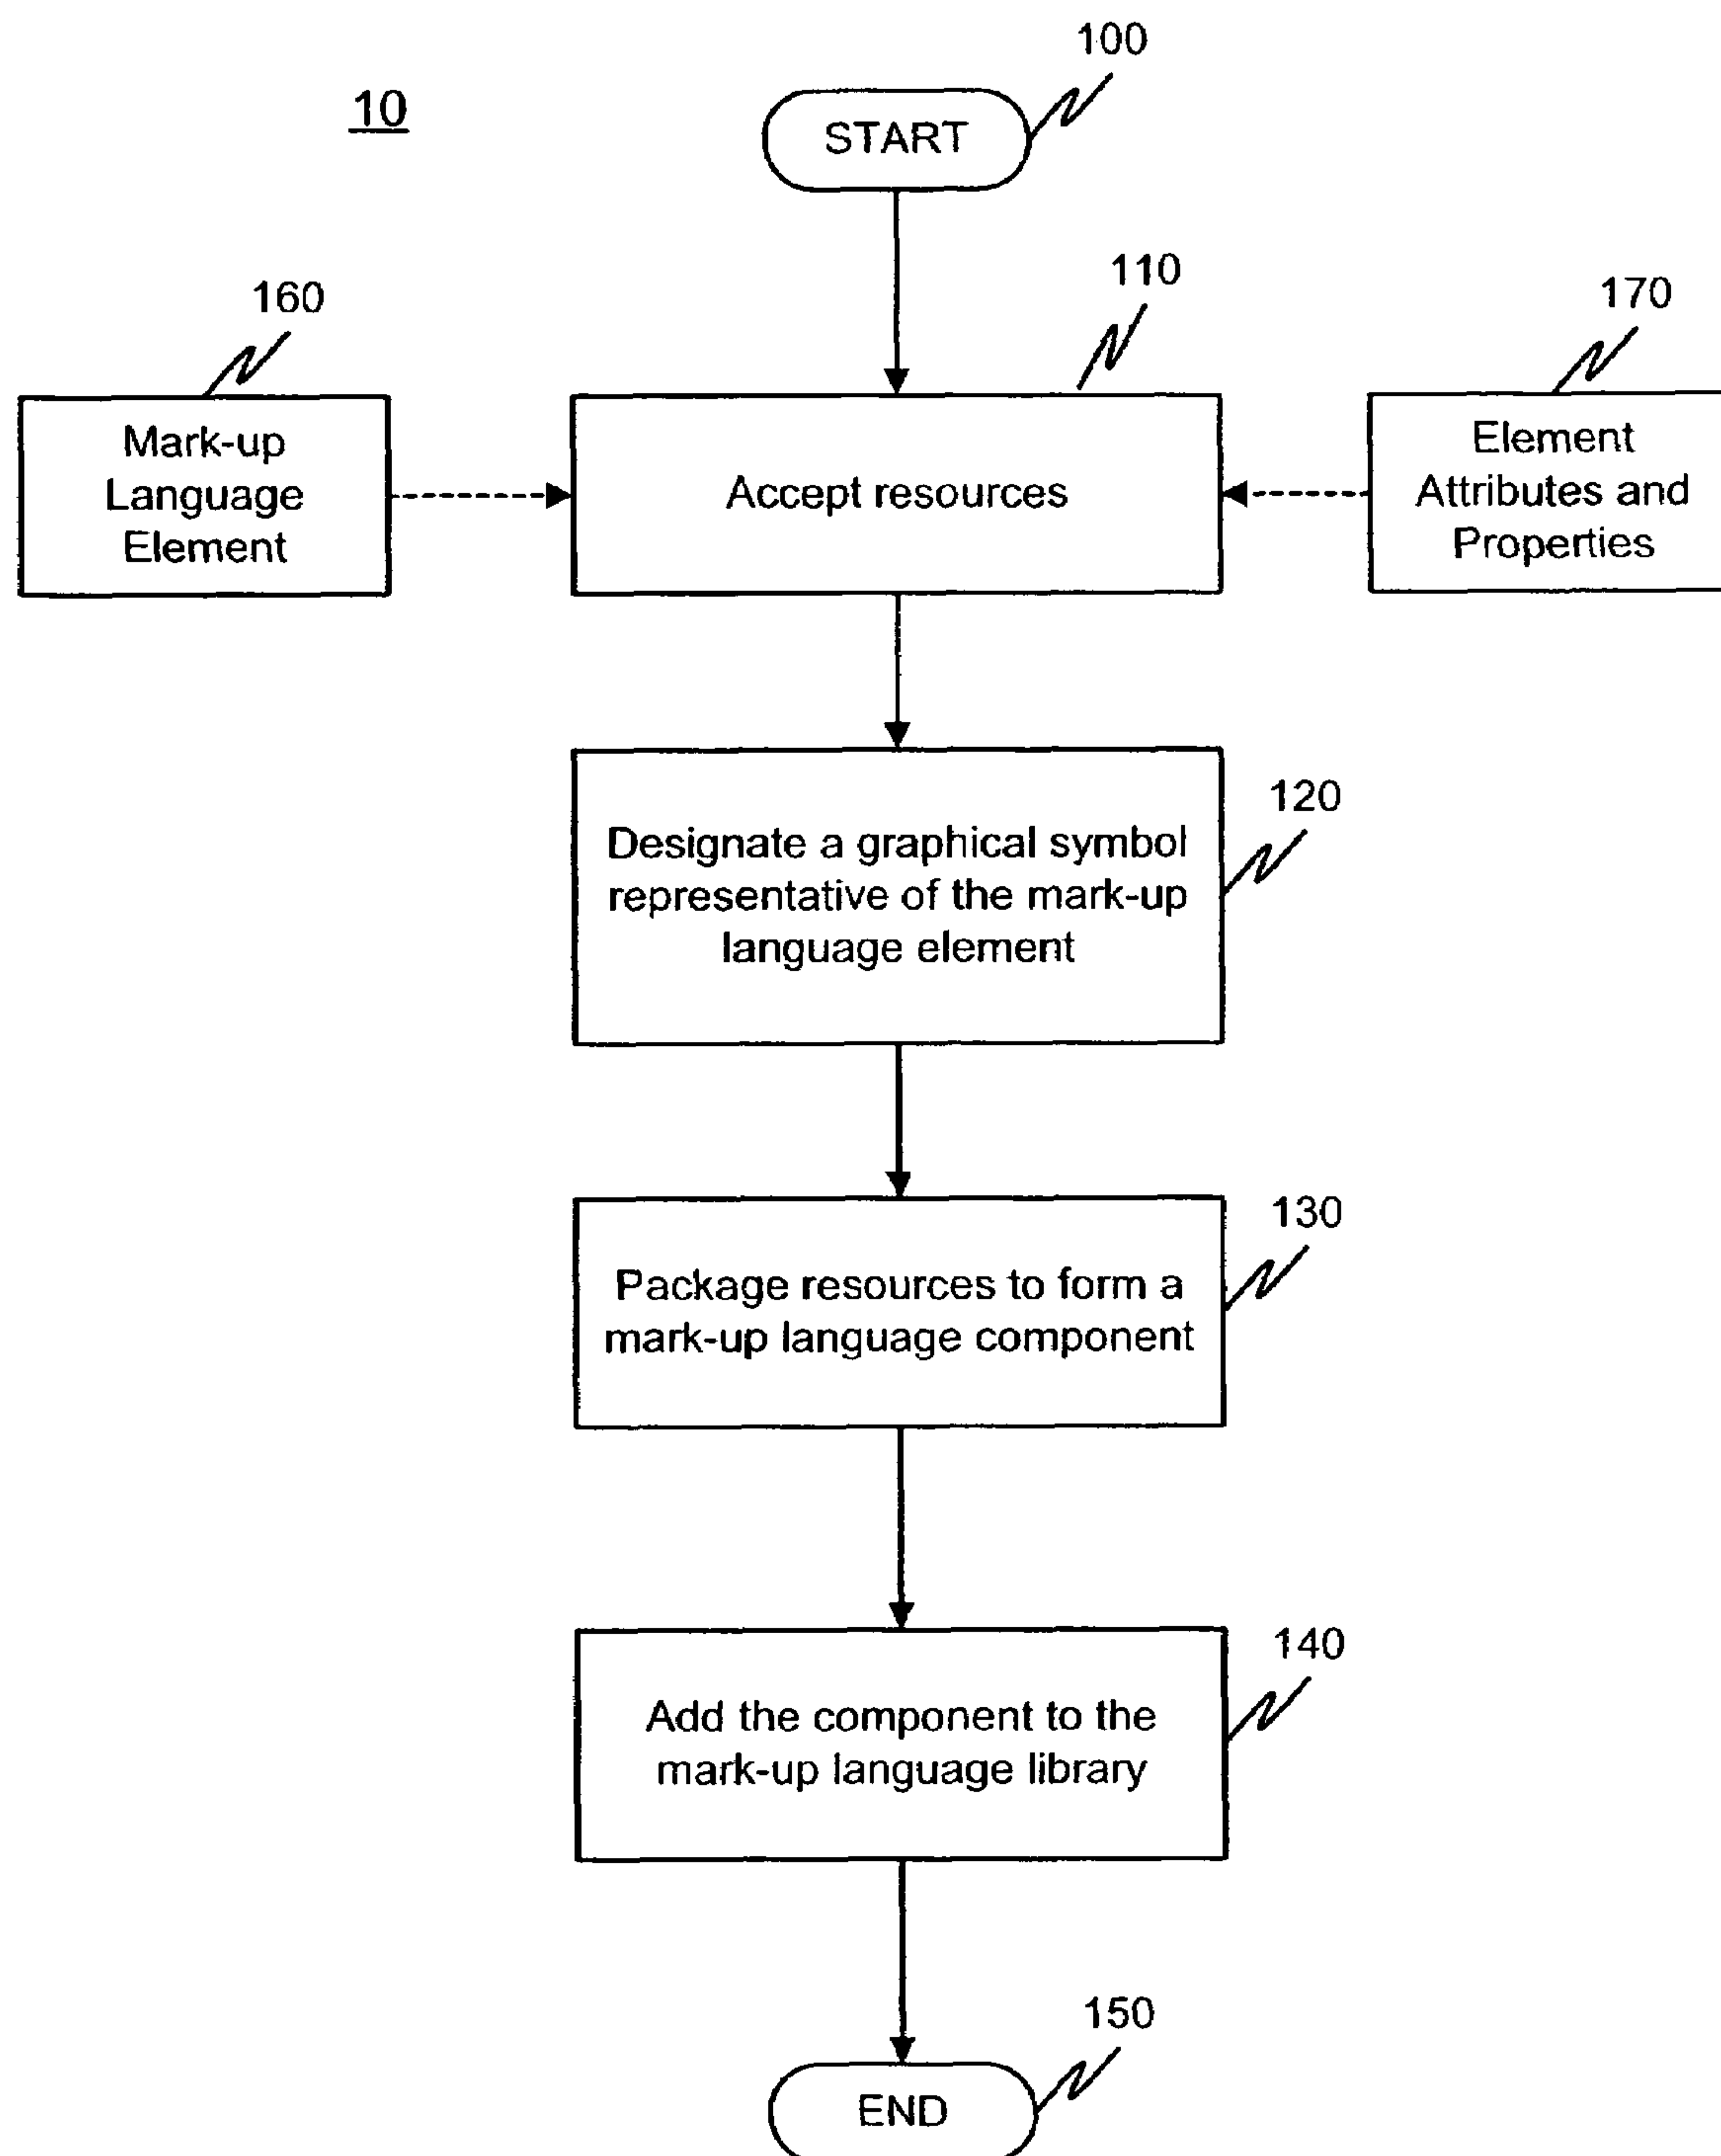 100
10
START
110
160
170
Mark-up
Language
Element
Accept resources
Element
Attributes and
Properties
120
Designate a graphical symbol
representative of the mark-up
language element
130
Package resources to form a
mark-up language component
140
Add the component to the
mark-up language library
150
END